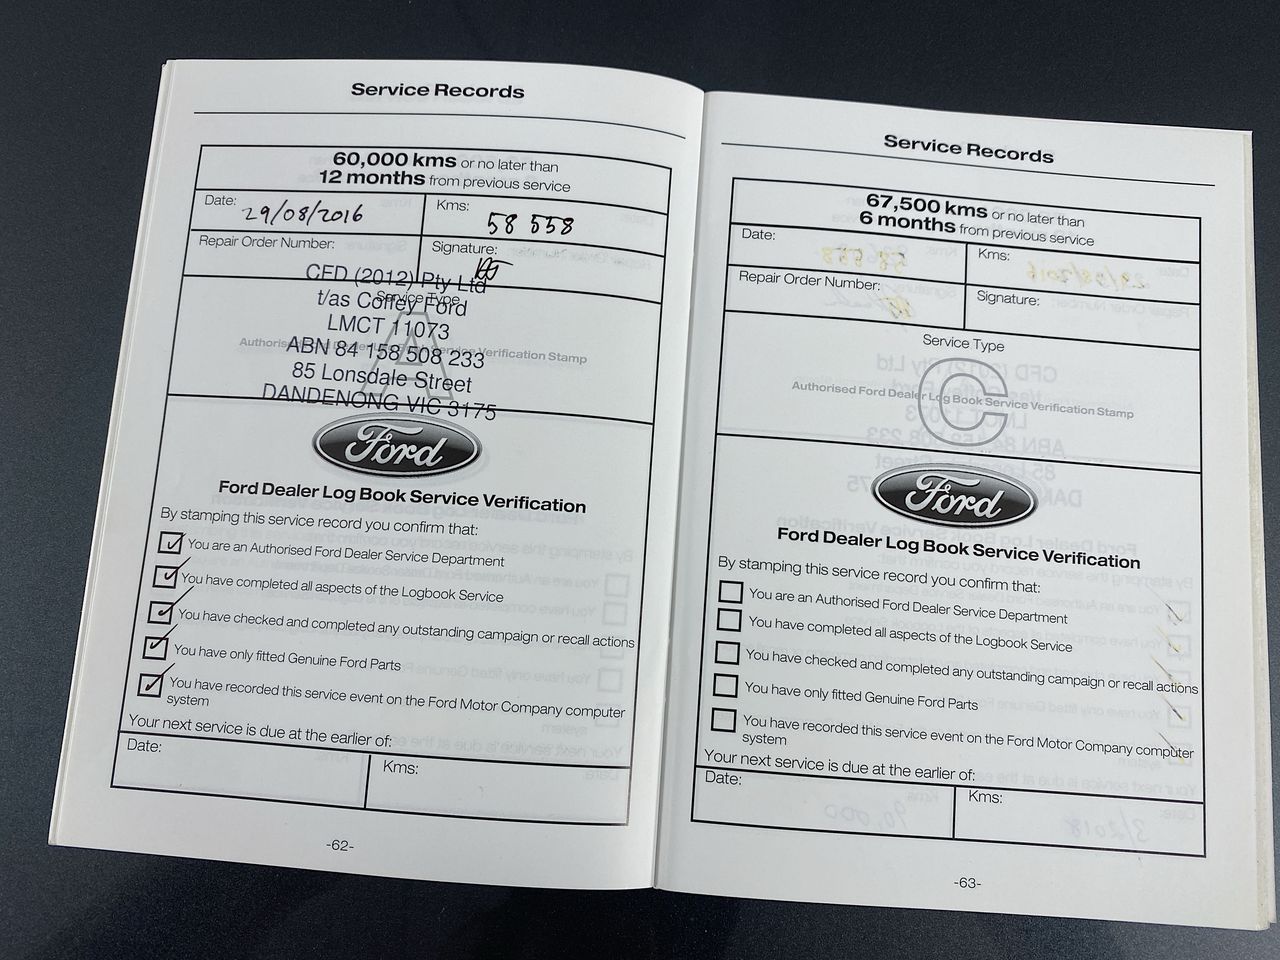 Service Records
60,000 kms or no later than
12 months from previous service
Date: 29/08/2016
Kms: 58 558
Repair Order Number:
Signature:
CFD (2012) Pty Ltd
Service Type
t/as Coffey Ford
LMCT 11073
A
Authorised Ford Dealer Log Book Service Verification Stamp
ABN 84 158 508 233
85 Lonsdale Street
DANDENONG VIC 3175
Ford
Ford Dealer Log Book Service Verification
By stamping this service record you confirm that:
You are an Authorised Ford Dealer Service Department
You have completed all aspects of the Logbook Service
You have checked and completed any outstanding campaign or recall actions
You have only fitted Genuine Ford Parts
You have recorded this service event on the Ford Motor Company computer
system
Your next service is due at the earlier of:
Date:
Kms:
-62-
Service Records
67,500 kms or no later than
6 months from previous service
Date:
Kms:
Repair Order Number:
Signature:
Service Type
C
Authorised Ford Dealer Log Book Service Verification Stamp
Ford
Ford Dealer Log Book Service Verification
By stamping this service record you confirm that:
You are an Authorised Ford Dealer Service Department
You have completed all aspects of the Logbook Service
You have checked and completed any outstanding campaign or recall actions
You have only fitted Genuine Ford Parts
You have recorded this service event on the Ford Motor Company computer
system
Your next service is due at the earlier of:
Date:
Kms:
-63-